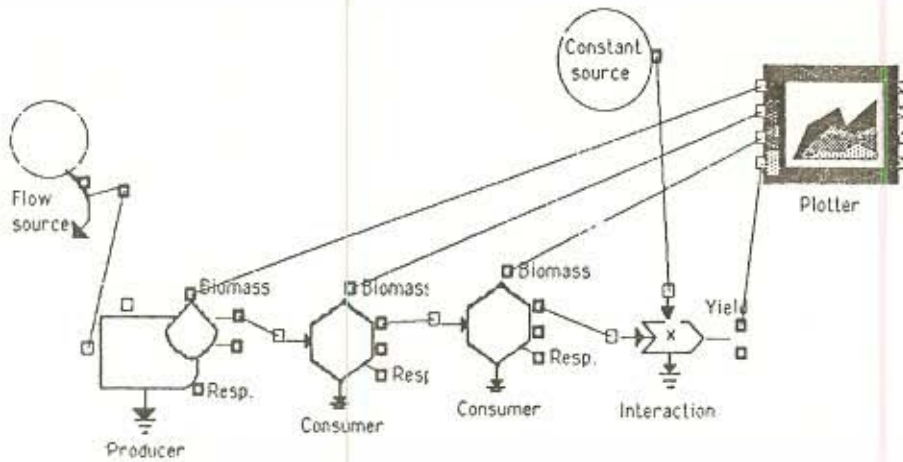 Constant
source
Flow
source
Plotter
Biomass
Biomass
Biomass
Yield
Resp.
Resp
Resp.
x
Producer
Consumer
Consumer
Interaction